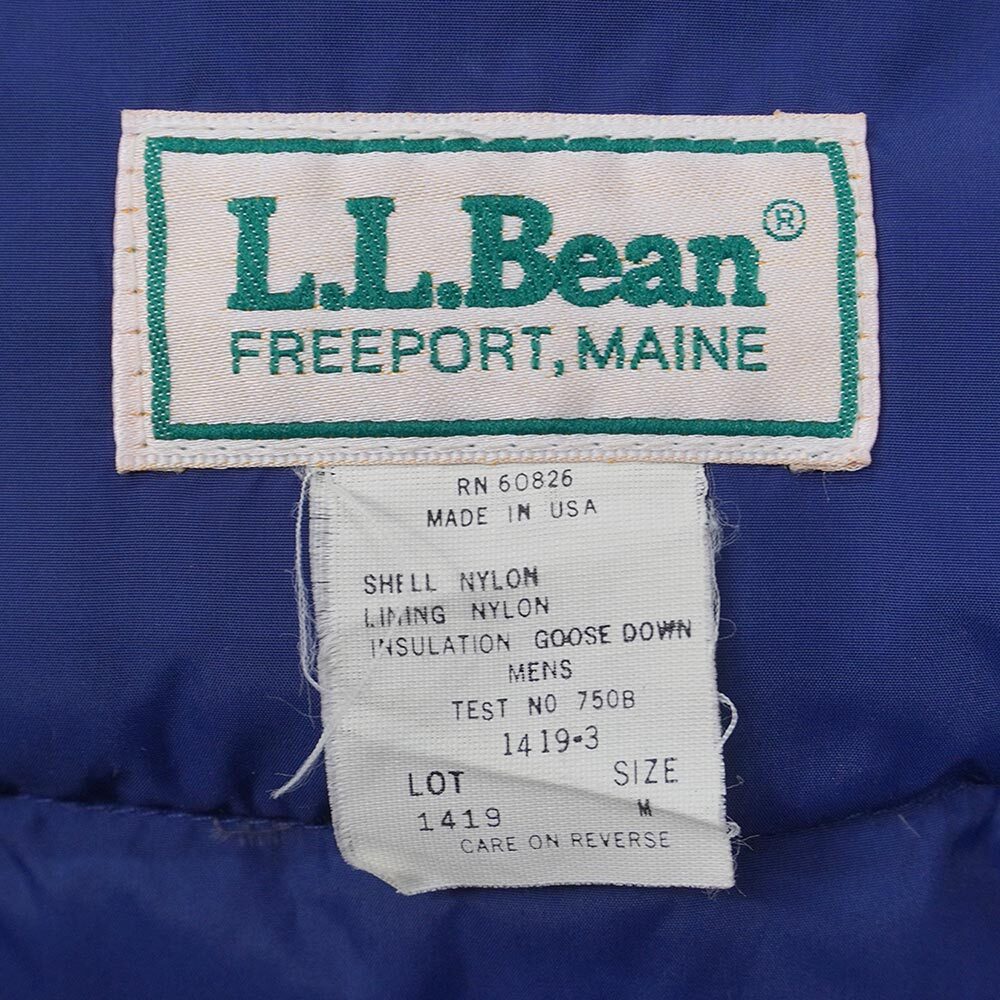 L.L.Bean®
FREEPORT, MAINE
RN 60826
MADE IN USA
SHELL NYLON
LINING NYLON
INSULATION GOOSE DOWN
MENS
TEST NO 750B
1419-3
LOT SIZE
1419 M
CARE ON REVERSE